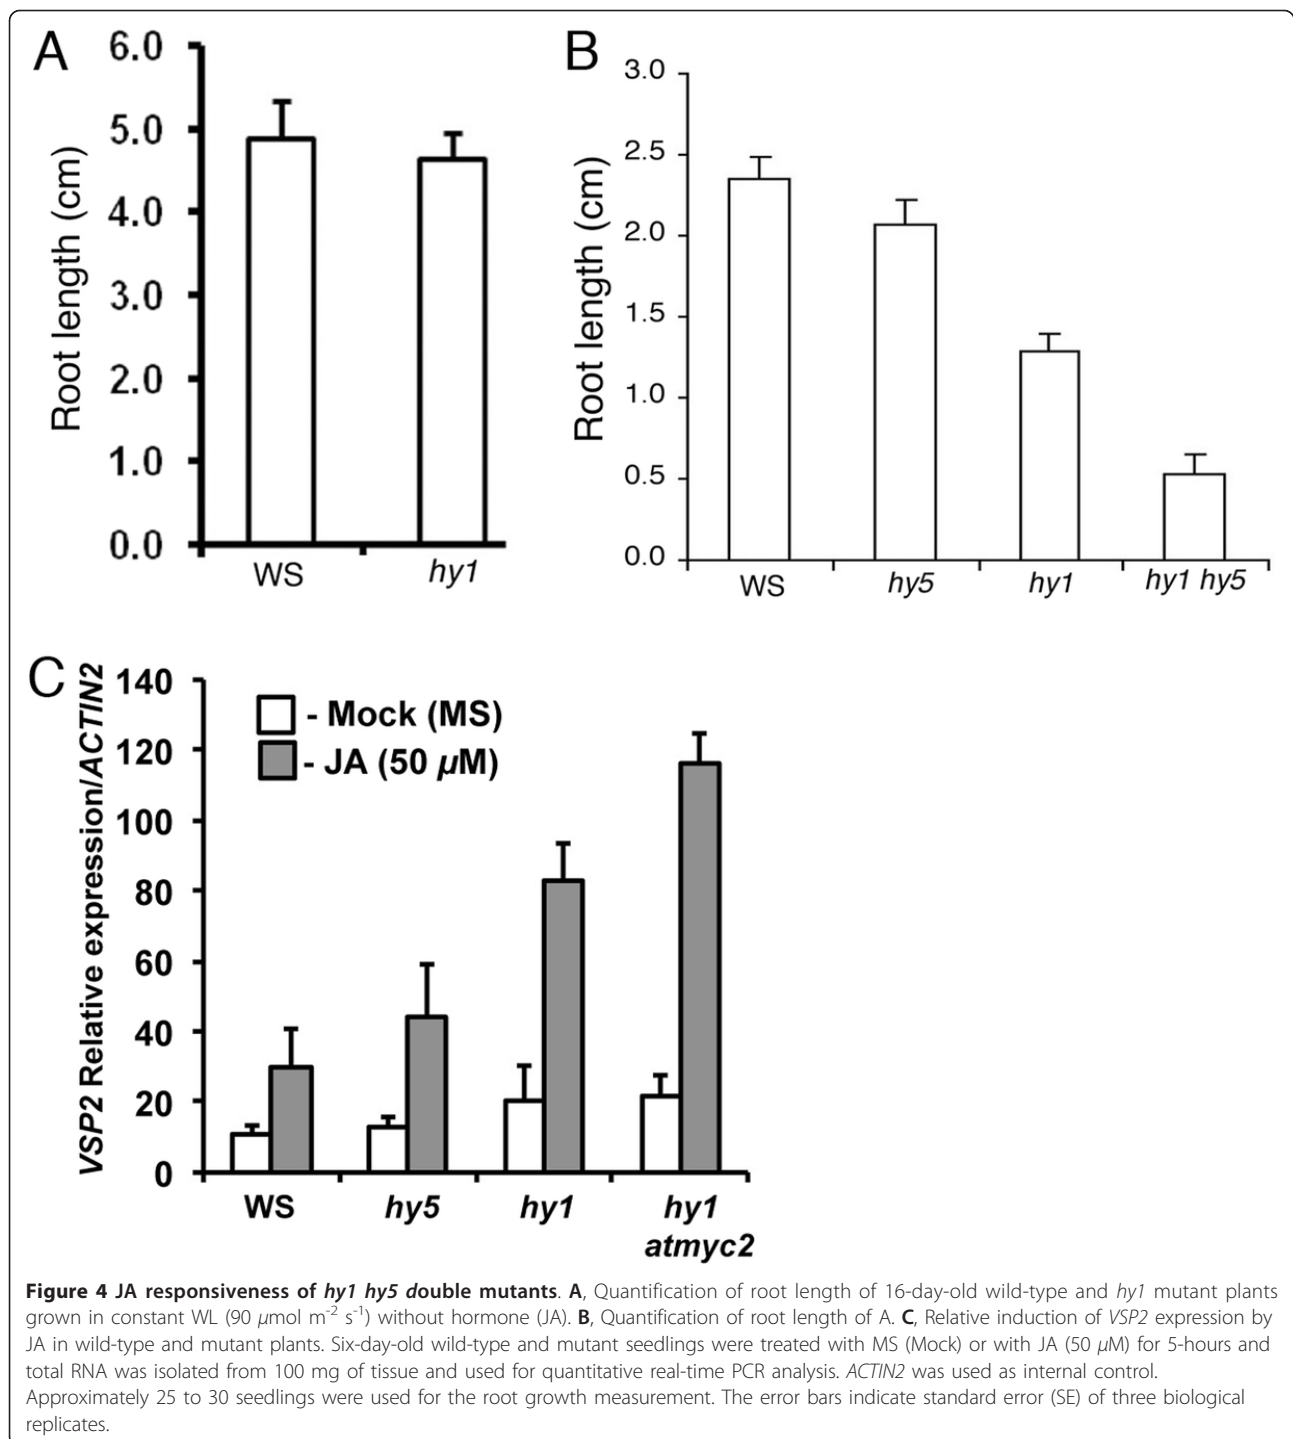 A
6.0
5.0
4.0
3.0
2.0
1.0
0.0
Root length (cm)
WS hy1
B
3.0
2.5
2.0
1.5
1.0
0.5
0.0
Root length (cm)
WS hy5 hy1 hy1 hy5
C
140
120
100
80
60
40
20
0
VSP2 Relative expression/ACTIN2
- Mock (MS)
- JA (50 µM)
WS hy5 hy1 hy1
atmyc2
Figure 4 JA responsiveness of hy1 hy5 double mutants. A, Quantification of root length of 16-day-old wild-type and hy1 mutant plants
grown in constant WL (90 µmol m⁻² s⁻¹) without hormone (JA). B, Quantification of root length of A. C, Relative induction of VSP2 expression by
JA in wild-type and mutant plants. Six-day-old wild-type and mutant seedlings were treated with MS (Mock) or with JA (50 µM) for 5-hours and
total RNA was isolated from 100 mg of tissue and used for quantitative real-time PCR analysis. ACTIN2 was used as internal control.
Approximately 25 to 30 seedlings were used for the root growth measurement. The error bars indicate standard error (SE) of three biological
replicates.